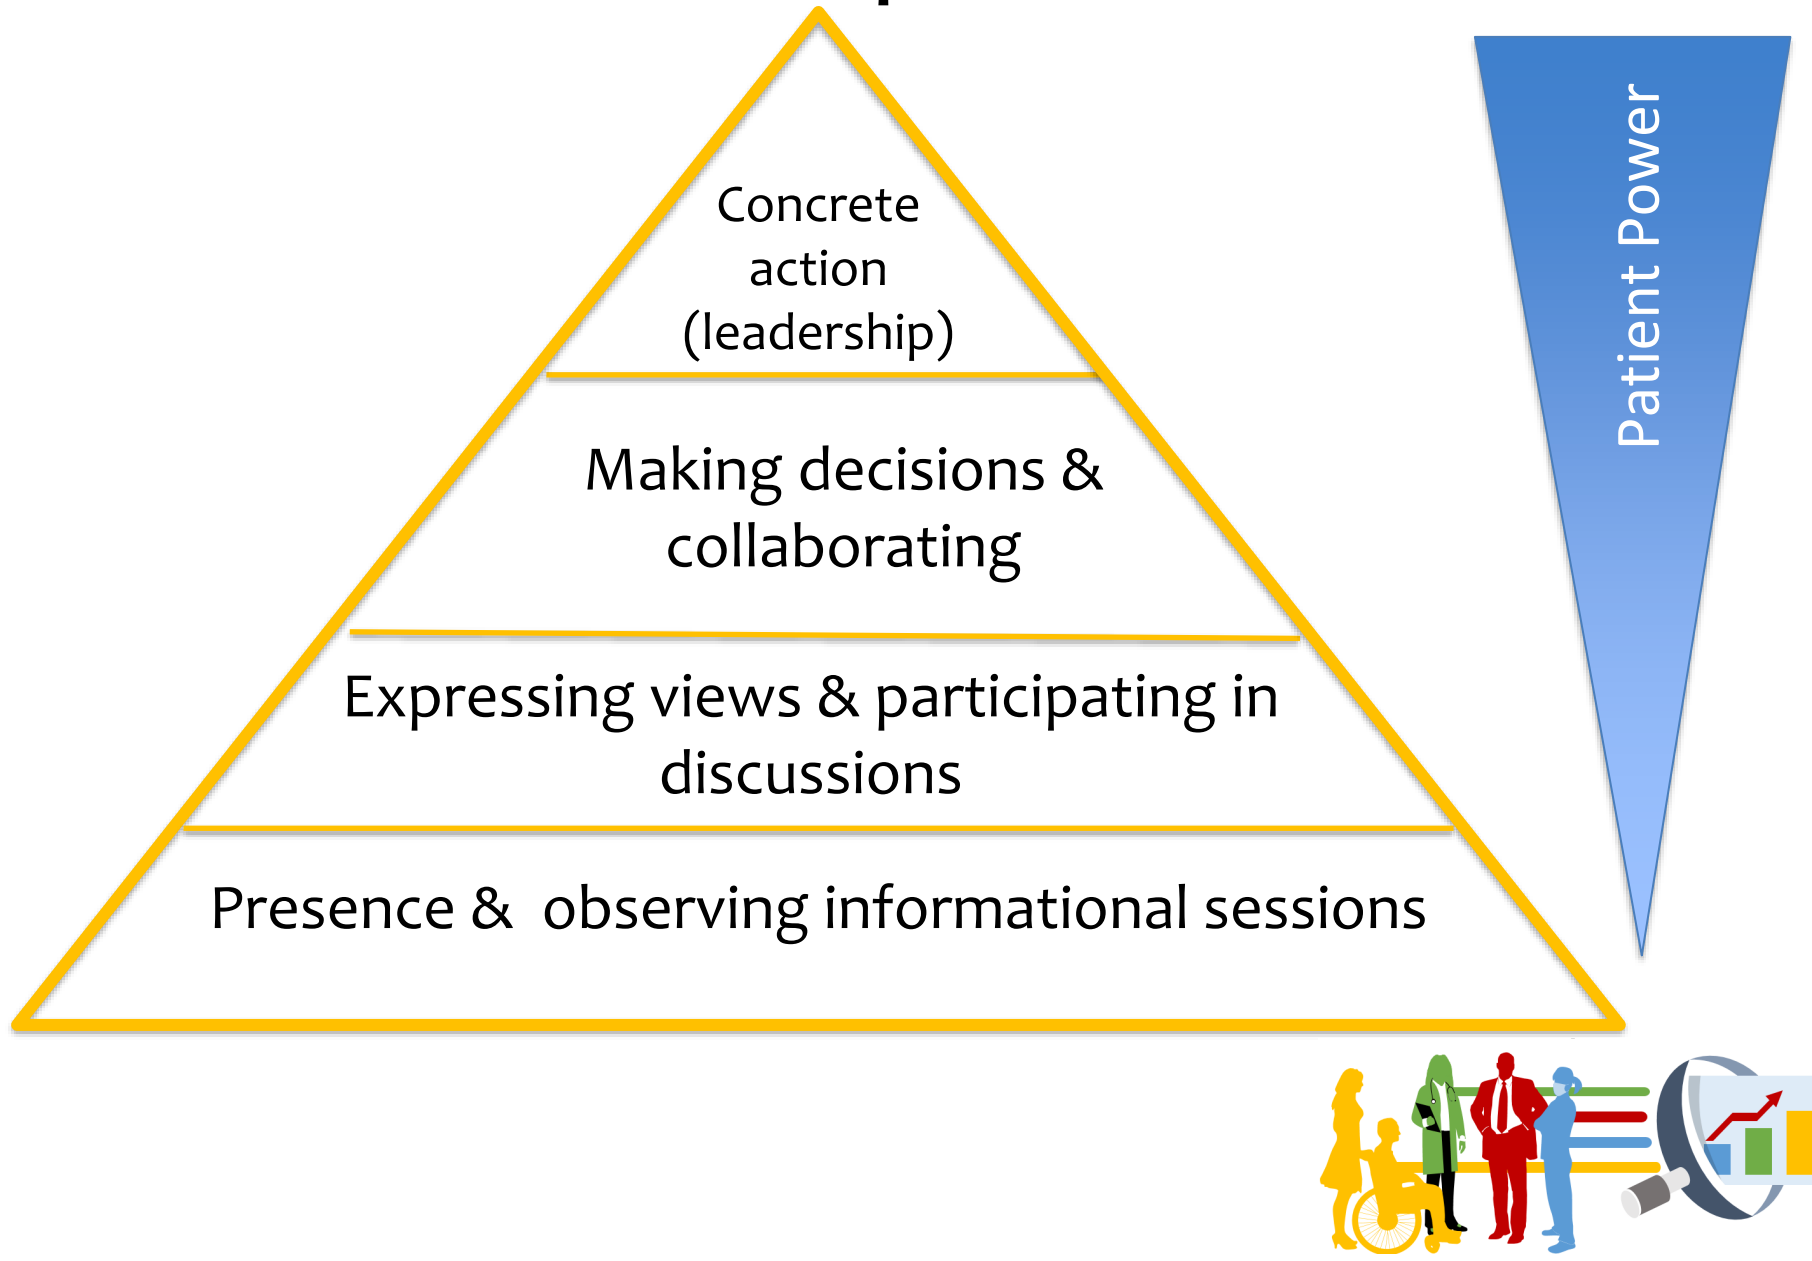 Concrete
action
(leadership)
Making decisions &
collaborating
Expressing views & participating in
discussions
Presence & observing informational sessions
Patient Power